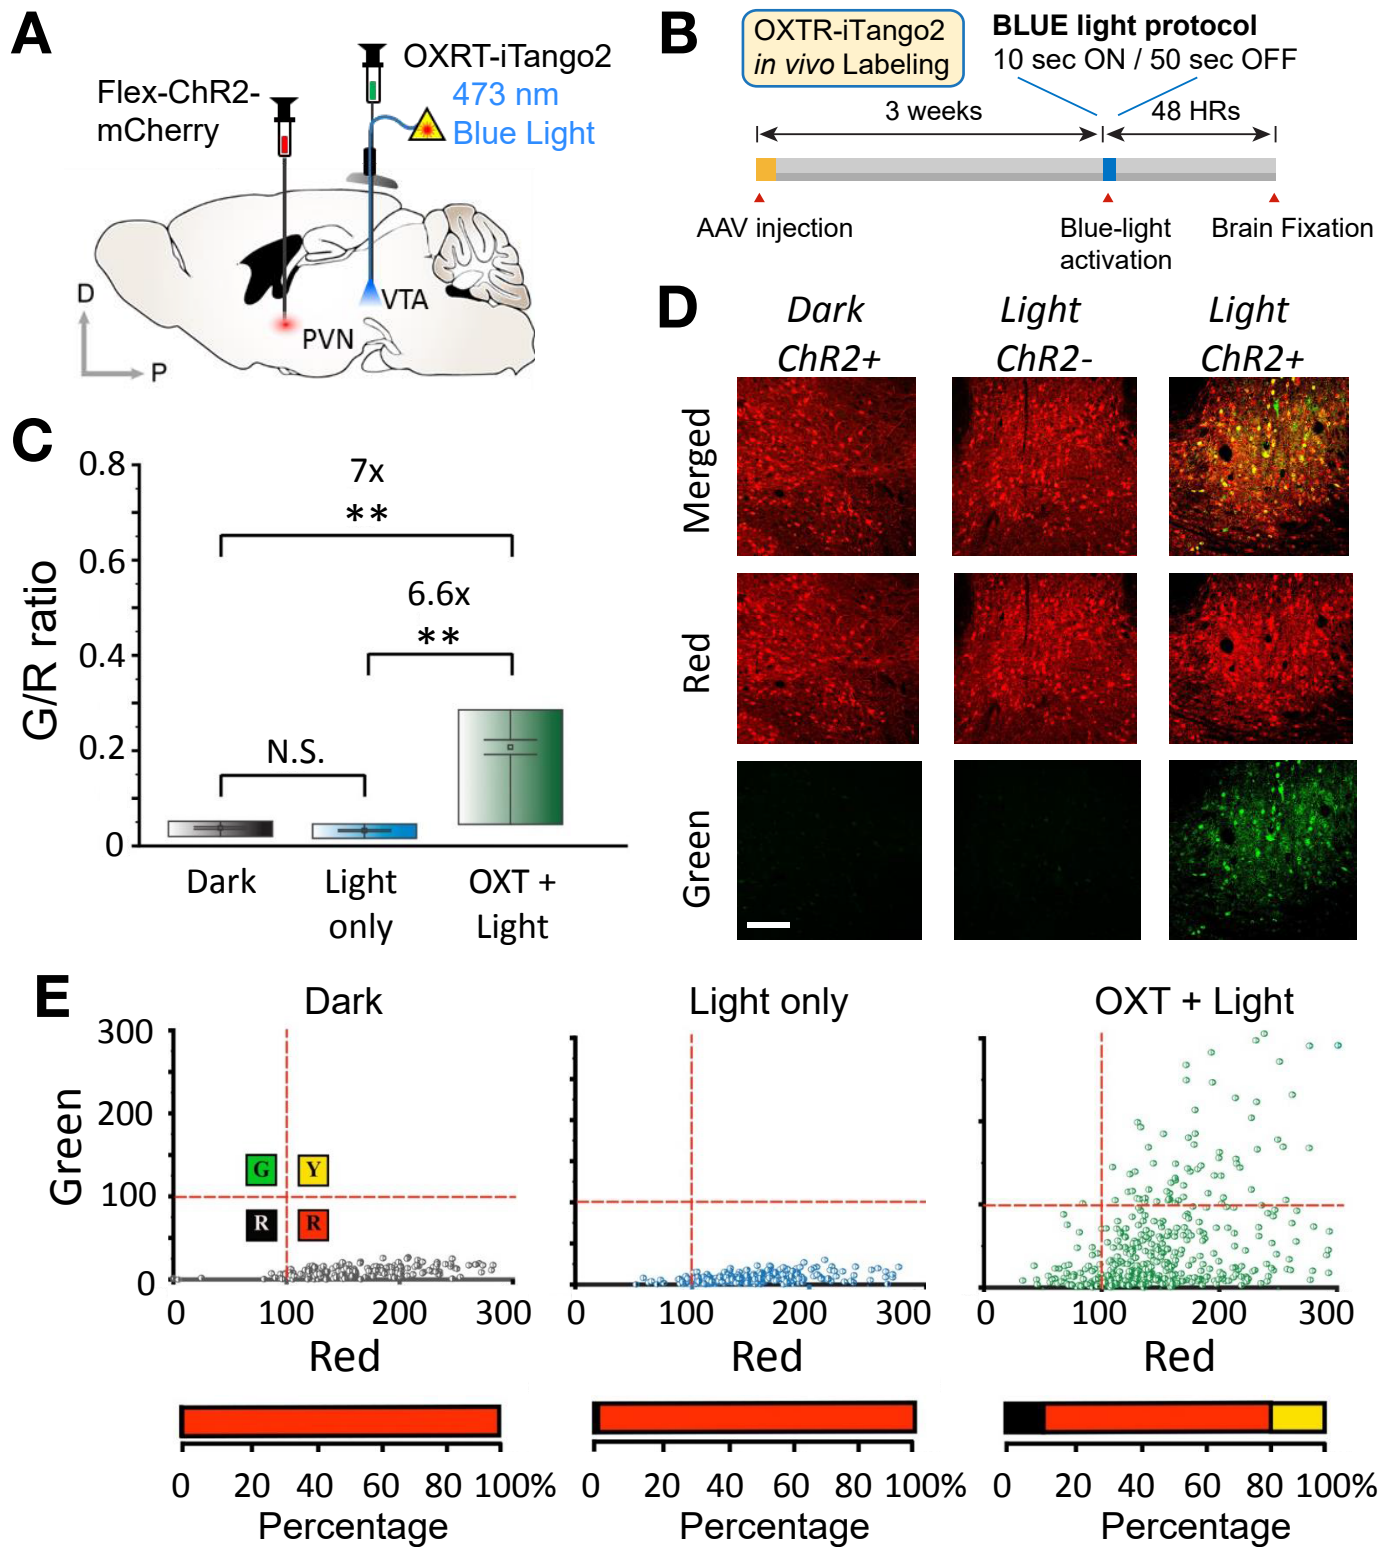 A
Flex-ChR2-
mCherry
OXRT-iTango2
473 nm
Blue Light
D
P
PVN
VTA
B
OXTR-iTango2
in vivo Labeling
BLUE light protocol
10 sec ON / 50 sec OFF
3 weeks
48 HRs
AAV injection
Blue-light
activation
Brain Fixation
C
G/R ratio
0.8
0.6
0.4
0.2
0
7x
**
6.6x
**
N.S.
Dark
Light
only
OXT +
Light
D
Dark
ChR2+
Light
ChR2-
Light
ChR2+
Merged
Red
Green
E
Dark
Light only
OXT + Light
Green
300
200
100
0
G
Y
R
R
0 100 200 300
Red
0 100 200 300
Red
0 100 200 300
Red
0 20 40 60 80 100%
Percentage
0 20 40 60 80 100%
Percentage
0 20 40 60 80 100%
Percentage